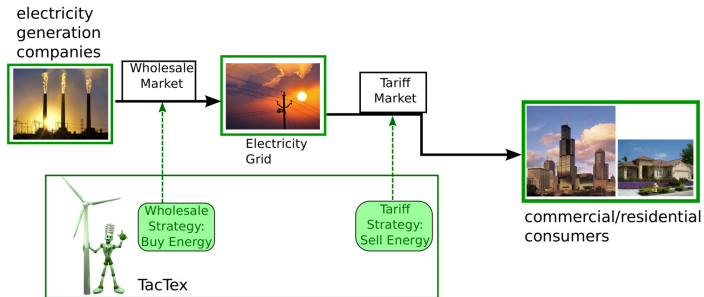 electricity
generation
companies
Wholesale
Market
Tariff
Market
Electricity
Grid
commercial/residential
consumers
Wholesale
Strategy:
Buy Energy
Tariff
Strategy:
Sell Energy
TacTex